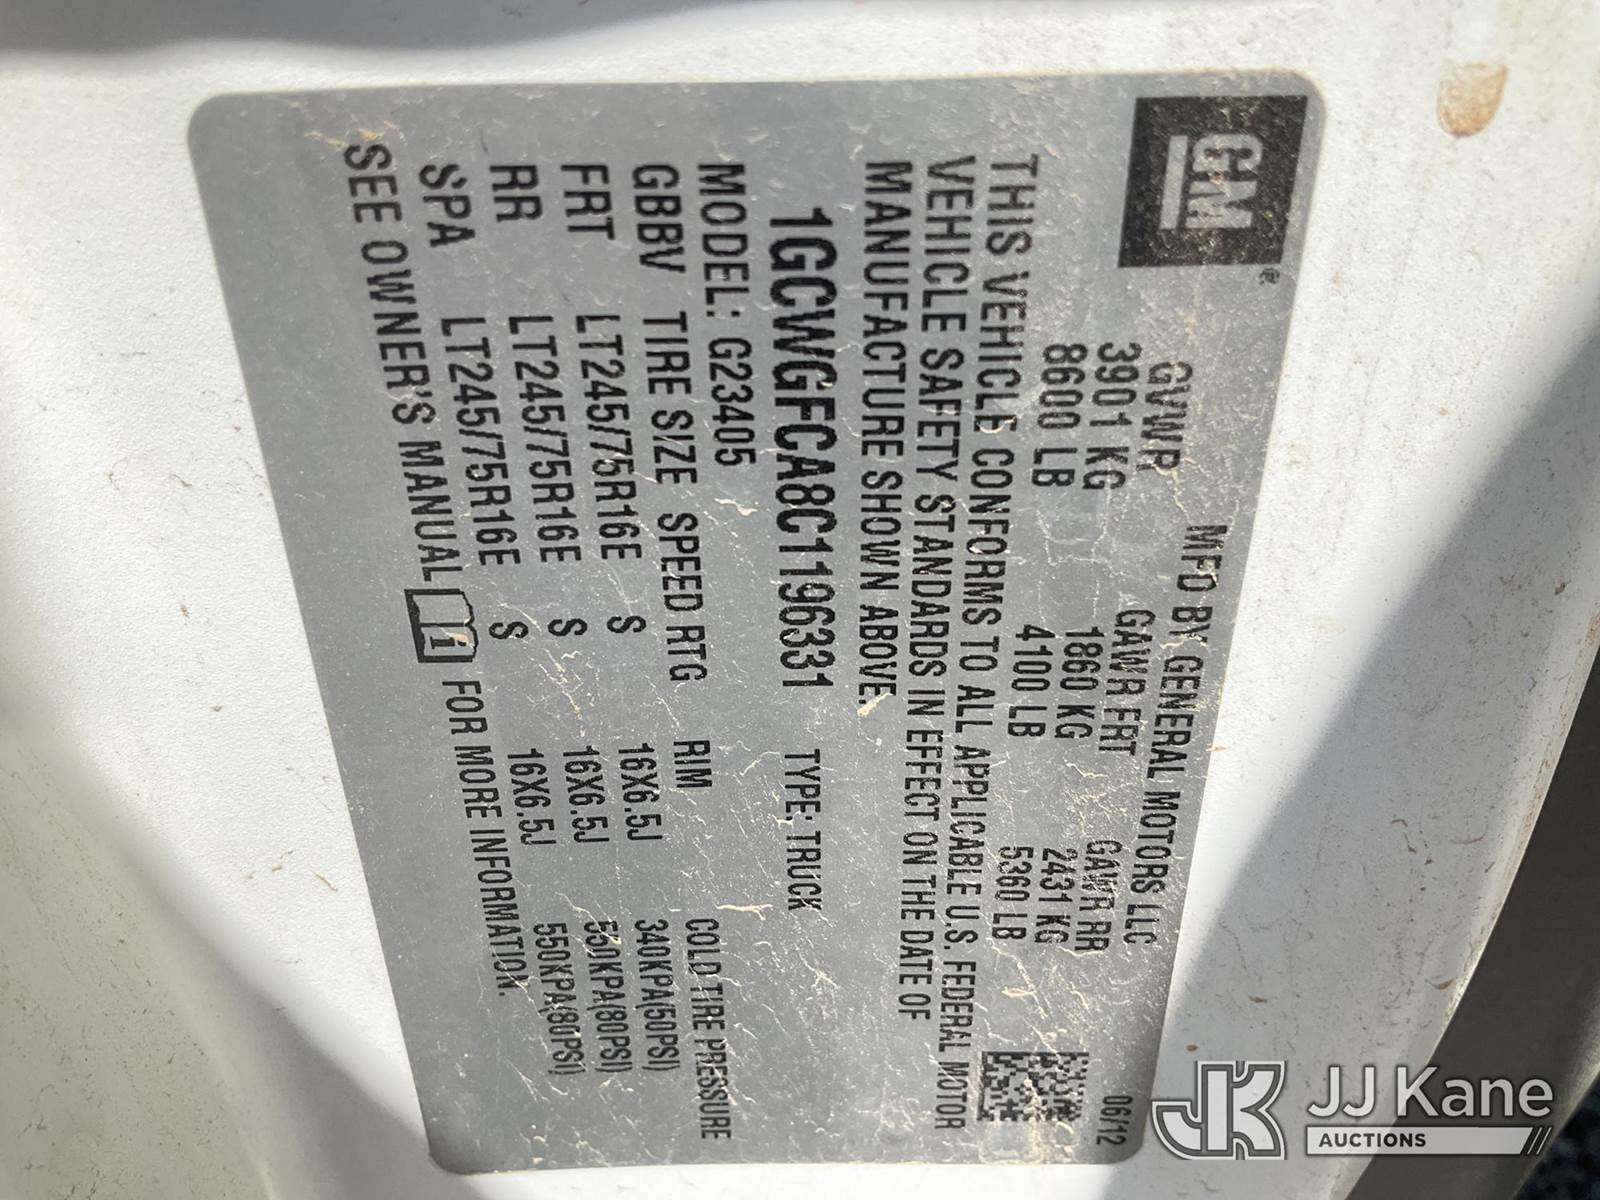 GM®
MFD BY GENERAL MOTORS LLC 06/12
GVWR GAWR FRT GAWR RR
3901 KG 1860 KG 2431 KG
8600 LB 4100 LB 5360 LB
THIS VEHICLE CONFORMS TO ALL APPLICABLE U.S. FEDERAL MOTOR
VEHICLE SAFETY STANDARDS IN EFFECT ON THE DATE OF
MANUFACTURE SHOWN ABOVE.
1GCWGFCA8C1196331 TYPE: TRUCK
MODEL: G23405
GBBV TIRE SIZE SPEED RTG RIM COLD TIRE PRESSURE
FRT LT245/75R16E S 16X6.5J 340KPA(50PSI)
RR LT245/75R16E S 16X6.5J 550KPA(80PSI)
SPA LT245/75R16E S 16X6.5J 550KPA(80PSI)
SEE OWNER'S MANUAL i FOR MORE INFORMATION.
JK JJ Kane
AUCTIONS